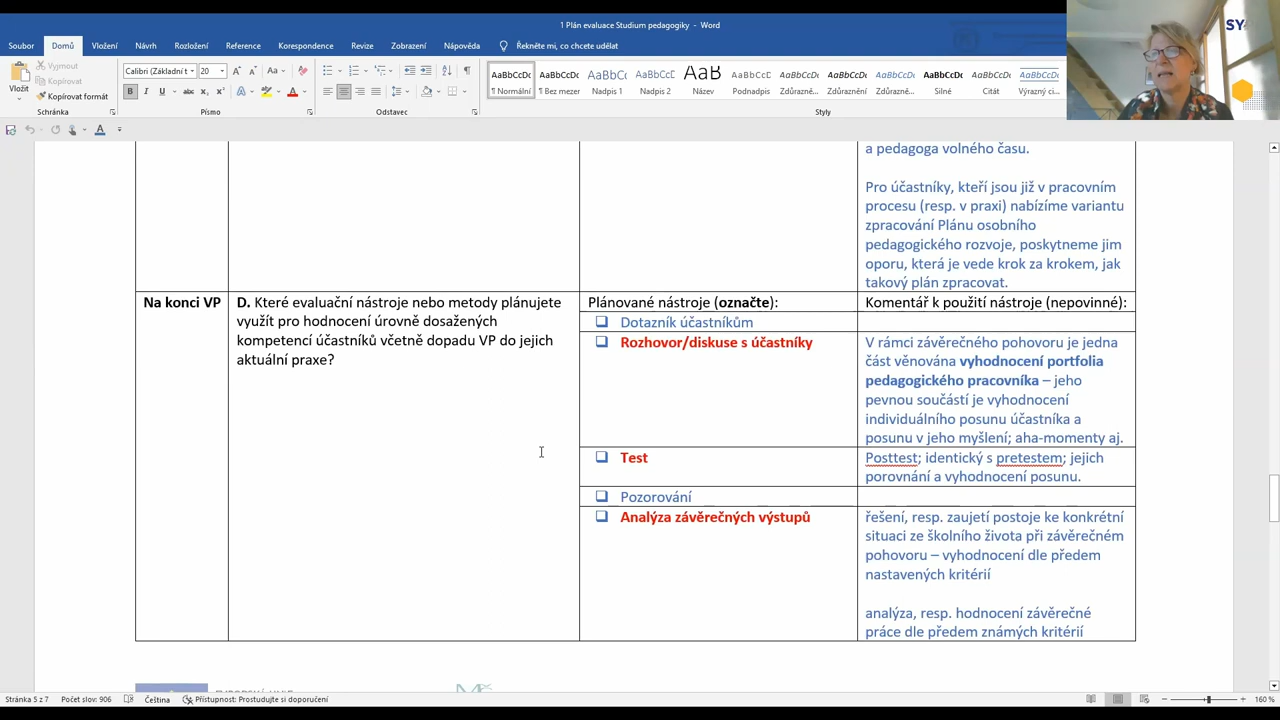 1 Plán evaluace Studium pedagogiky - Word
SY
Soubor Domů Vložení Návrh Rozložení Reference Korespondence Revize Zobrazení Nápověda Řekněte mi, co chcete udělat
Vložit
Vyjmout
Kopírovat
Kopírovat formát
Calibri (Základní t 20
AaBbCcDc AaBbCcDc AaBbCcDc AaBbCcDc AaB AaBbCcDc AaBbCcDc AaBbCcDc AaBbCcDc AaBbCcDc AaBbCcDc AaBbCcDc
¶ Normální ¶ Bez mezer Nadpis 1 Nadpis 2 Název Podnadpis Zdůrazně... Zdůraznění Zdůrazně... Silné Citát Výrazný ci...
Schránka Písmo Odstavec Styly
a pedagoga volného času.
Pro účastníky, kteří jsou již v pracovním
procesu (resp. v praxi) nabízíme variantu
zpracování Plánu osobního
pedagogického rozvoje, poskytneme jim
oporu, která je vede krok za krokem, jak
takový plán zpracovat.
Na konci VP
D. Které evaluační nástroje nebo metody plánujete
využít pro hodnocení úrovně dosažených
kompetencí účastníků včetně dopadu VP do jejich
aktuální praxe?
Plánované nástroje (označte):
Komentář k použití nástroje (nepovinné):
Dotazník účastníkům
Rozhovor/diskuse s účastníky
V rámci závěrečného pohovoru je jedna
část věnována vyhodnocení portfolia
pedagogického pracovníka – jeho
pevnou součástí je vyhodnocení
individuálního posunu účastníka a
posunu v jeho myšlení; aha-momenty aj.
Test
Posttest; identický s pretestem; jejich
porovnání a vyhodnocení posunu.
Pozorování
Analýza závěrečných výstupů
řešení, resp. zaujetí postoje ke konkrétní
situaci ze školního života při závěrečném
pohovoru – vyhodnocení dle předem
nastavených kritérií
analýza, resp. hodnocení závěrečné
práce dle předem známých kritérií
Stránka 5 z 7 Počet slov: 906 Čeština Přístupnost: Prostudujte si doporučení 160 %